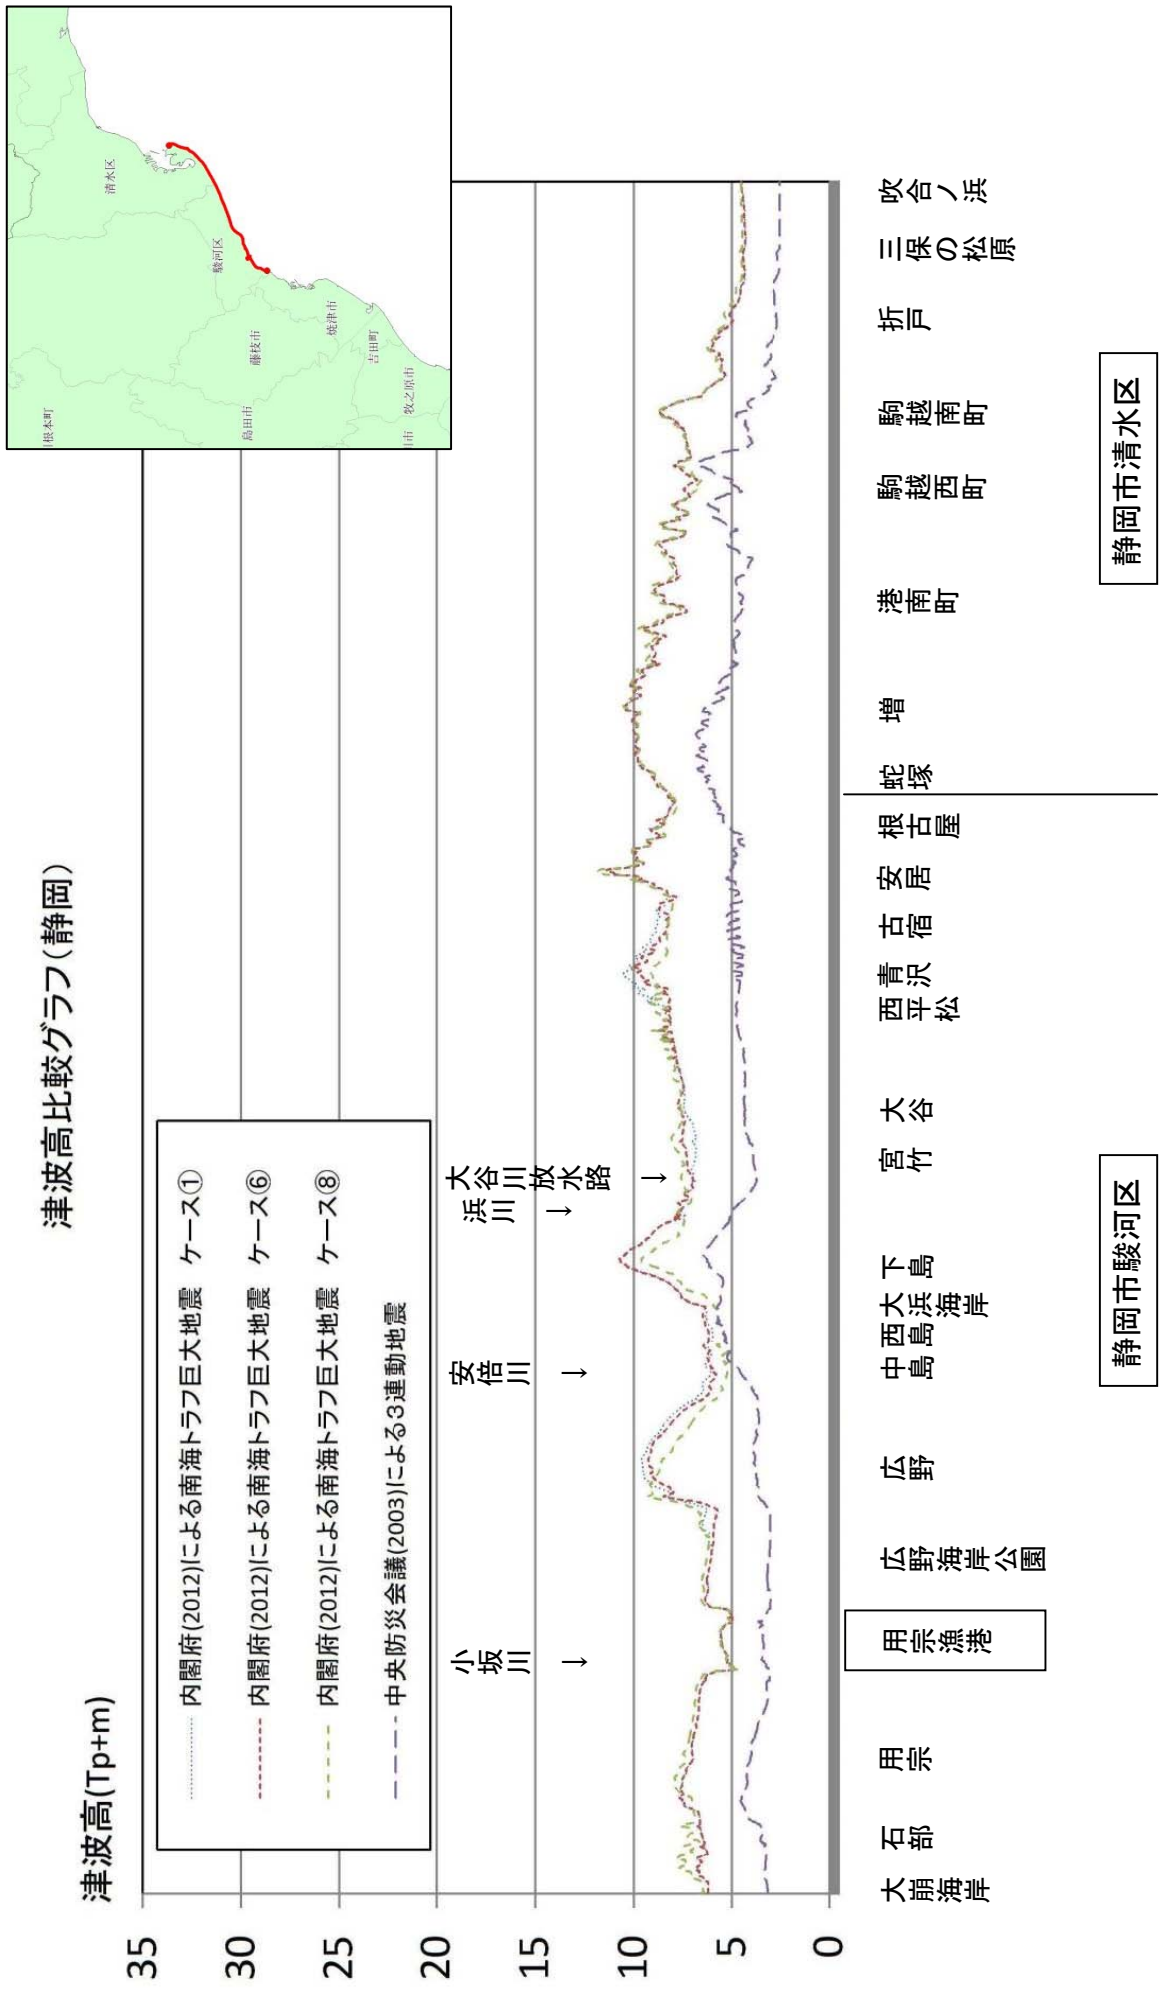 津波高比較グラフ(静岡)
津波高(Tp+m)
35
30
25
20
15
10
5
0
内閣府(2012)による南海トラフ巨大地震 ケース①
内閣府(2012)による南海トラフ巨大地震 ケース⑥
内閣府(2012)による南海トラフ巨大地震 ケース⑧
中央防災会議(2003)による3連動地震
小坂川
↓
安倍川
↓
浜川
↓
大谷川放水路
↓
大崩海岸
石部
用宗
用宗漁港
広野海岸公園
広野
中島
西島
大浜海岸
下島
宮竹
大谷
西平松
青沢
古宿
安居
根古屋
蛇塚
増
港南町
駒越西町
駒越南町
折戸
三保の松原
吹合ノ浜
静岡市駿河区
静岡市清水区
根本町
清水区
駿河区
藤枝市
島田市
焼津市
吉田町
牧之原市
市